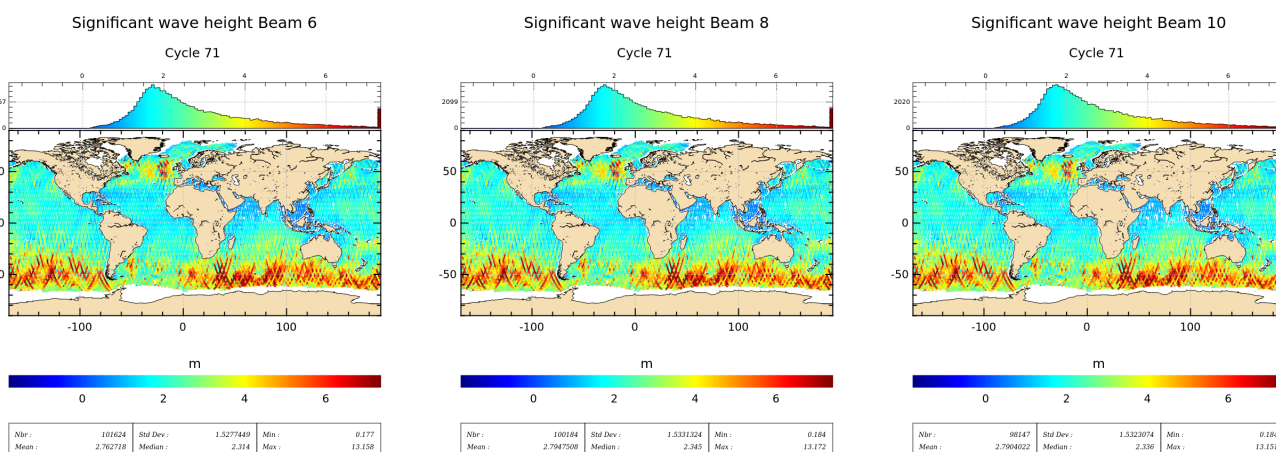 Significant wave height Beam 6
Cycle 71
0 2 4 6
0
50
0
-100 0 100
m
0 2 4 6
Nbr : 101624 Std Dev : 1.5277449 Min : 0.177
Mean : 2.762718 Median : 2.314 Max : 13.158
Significant wave height Beam 8
Cycle 71
0 2 4 6
2099
0
50
0
-50
-100 0 100
m
0 2 4 6
Nbr : 100184 Std Dev : 1.5331324 Min : 0.184
Mean : 2.7947508 Median : 2.345 Max : 13.172
Significant wave height Beam 10
Cycle 71
0 2 4 6
2020
0
50
0
-50
-100 0 100
m
0 2 4 6
Nbr : 98147 Std Dev : 1.5323074 Min :
Mean : 2.7904022 Median : 2.336 Max : 13.151